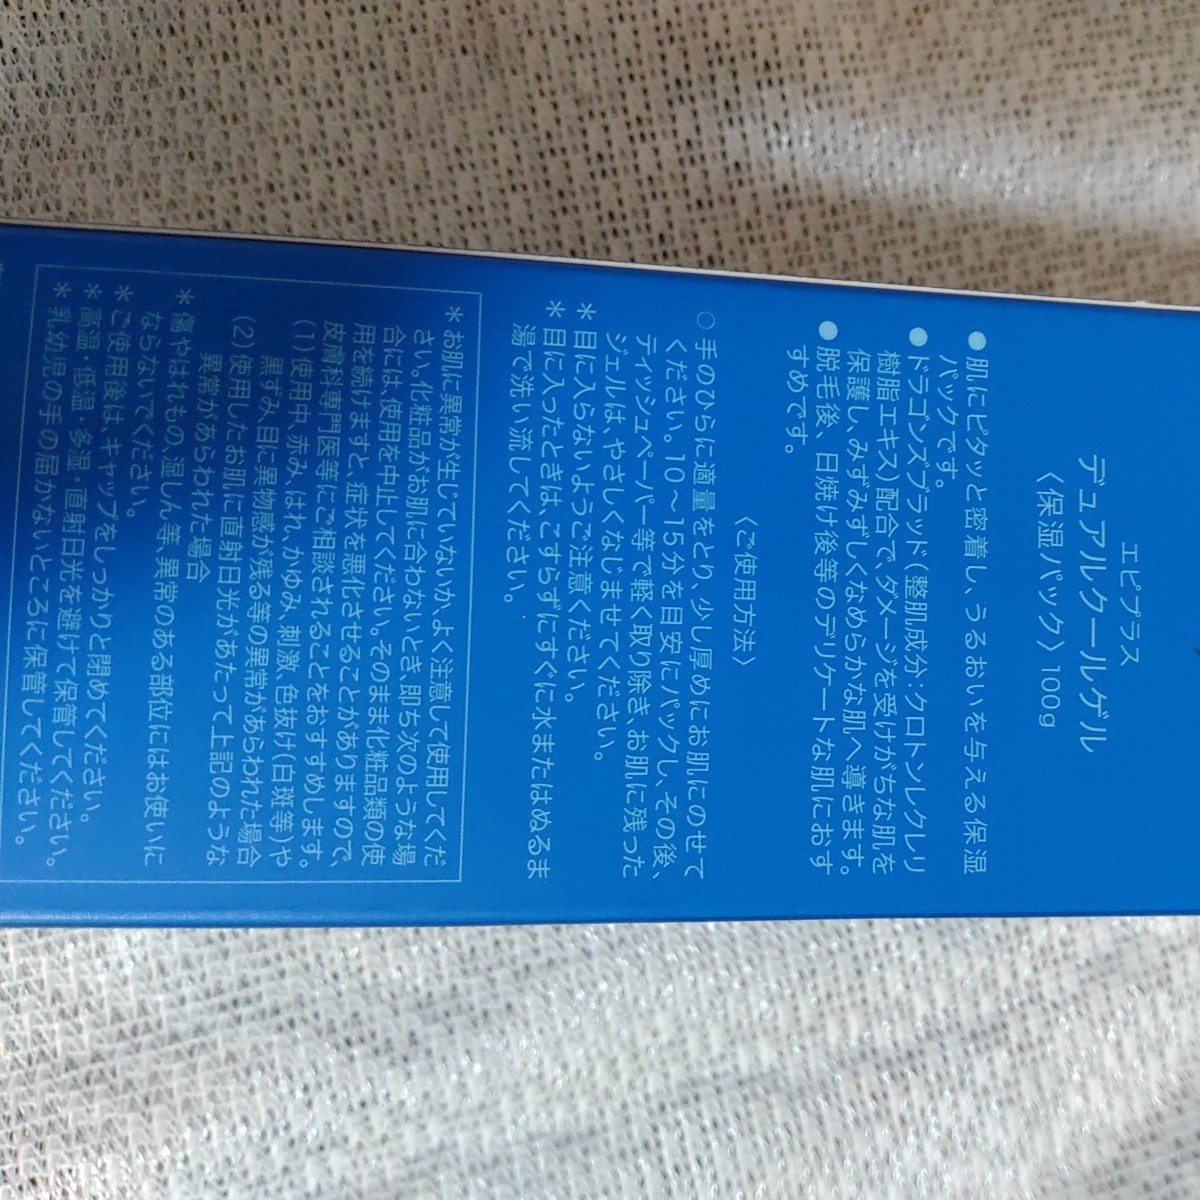 エピプラス
デュアルクールゲル
〈保湿パック〉100g
●肌にピタッと密着し、うるおいを与える保湿
パックです。
●ドラゴンズブラッド(整肌成分:クロトンレクレリ
樹脂エキス)配合で、ダメージを受けがちな肌を
保護し、みずみずしくなめらかな肌へ導きます。
●脱毛後、日焼け後等のデリケートな肌におす
すめです。
〈ご使用方法〉
○手のひらに適量をとり、少し厚めにお肌にのせて
ください。10～15分を目安にパックし、その後、
ティッシュペーパー等で軽く取り除き、お肌に残った
ジェルは、やさしくなじませてください。
＊目に入らないようご注意ください。
＊目に入ったときは、こすらずにすぐに水またはぬるま
湯で洗い流してください。
＊お肌に異常が生じていないか、よく注意して使用してくだ
さい。化粧品がお肌に合わないとき、即ち次のような場
合には、使用を中止してください。そのまま化粧品類の使
用を続けますと、症状を悪化させることがありますので、
皮膚科専門医等にご相談されることをおすすめします。
(1)使用中、赤み、はれ、かゆみ、刺激、色抜け(白斑等)や
黒ずみ、目に異物感が残る等の異常があらわれた場合
(2)使用したお肌に直射日光があたって上記のような
異常があらわれた場合
＊傷やはれもの、湿しん等、異常のある部位にはお使いに
ならないでください。
＊ご使用後は、キャップをしっかりと閉めてください。
＊高温・低温・多湿・直射日光を避けて保管してください。
＊乳幼児の手の届かないところに保管してください。